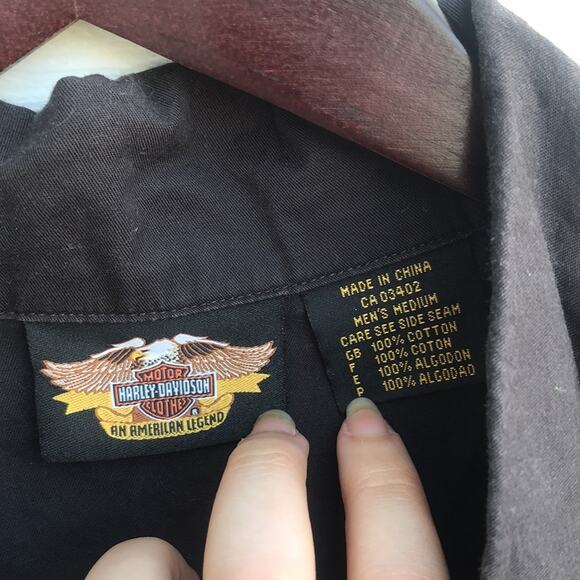 MOTOR
HARLEY-DAVIDSON
CLOTHES
®
AN AMERICAN LEGEND
MADE IN CHINA
CA 03402
MEN'S MEDIUM
CARE SEE SIDE SEAM
GB 100% COTTON
F 100% COTON
E 100% ALGODON
P 100% ALGODAO